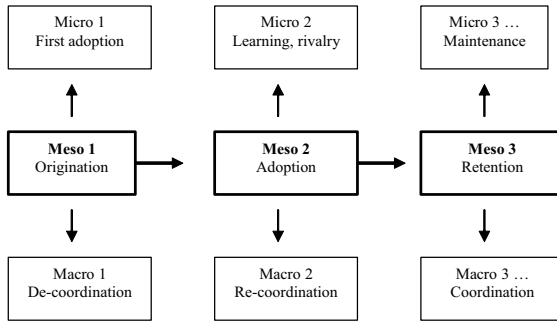 Micro 1
First adoption
Micro 2
Learning, rivalry
Micro 3 …
Maintenance
Meso 1
Origination
Meso 2
Adoption
Meso 3
Retention
Macro 1
De-coordination
Macro 2
Re-coordination
Macro 3 …
Coordination